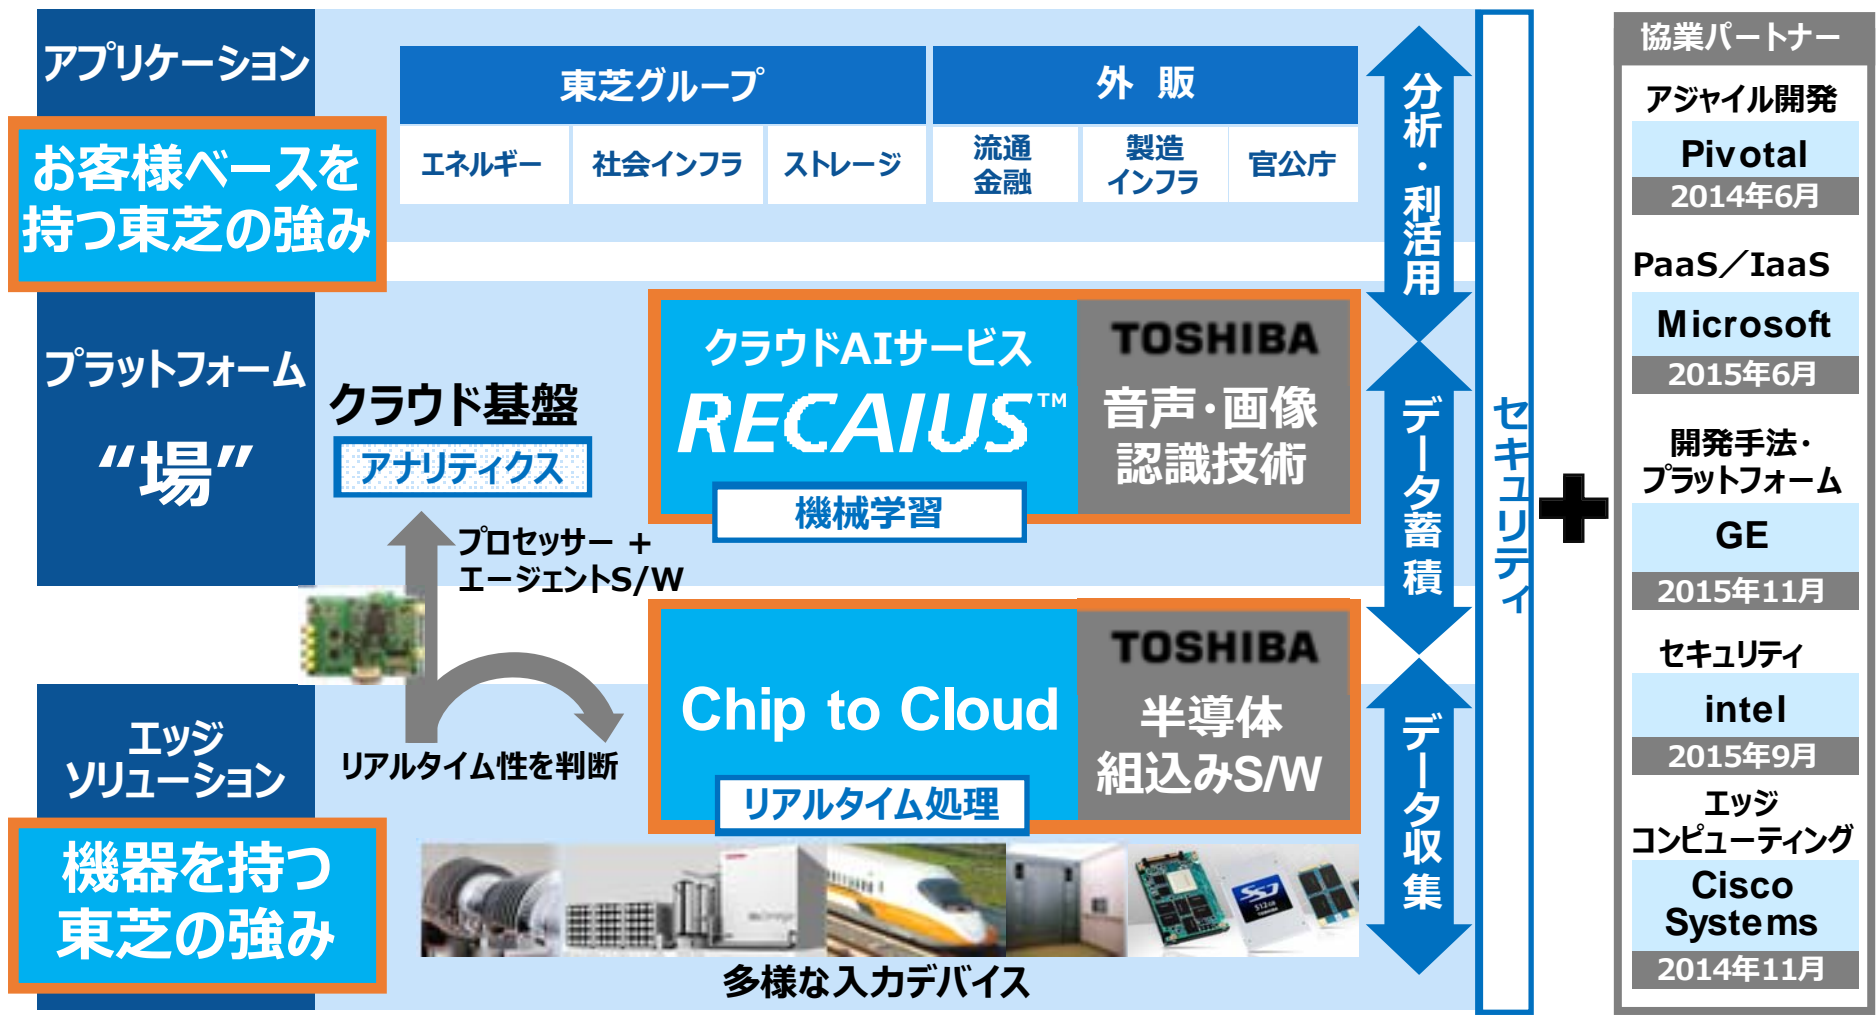 アプリケーション
お客様ベースを
持つ東芝の強み
東芝グループ
エネルギー
社会インフラ
ストレージ
外 販
流通
金融
製造
インフラ
官公庁
分析・利活用
プラットフォーム
“場”
クラウド基盤
アナリティクス
プロセッサー +
エージェントS/W
クラウドAIサービス
RECAIUS™
機械学習
TOSHIBA
音声・画像
認識技術
データ蓄積
エッジ
ソリューション
機器を持つ
東芝の強み
リアルタイム性を判断
Chip to Cloud
リアルタイム処理
TOSHIBA
半導体
組込みS/W
データ収集
512GB
多様な入力デバイス
セキュリティ
協業パートナー
アジャイル開発
Pivotal
2014年6月
PaaS／IaaS
Microsoft
2015年6月
開発手法・
プラットフォーム
GE
2015年11月
セキュリティ
intel
2015年9月
エッジ
コンピューティング
Cisco
Systems
2014年11月